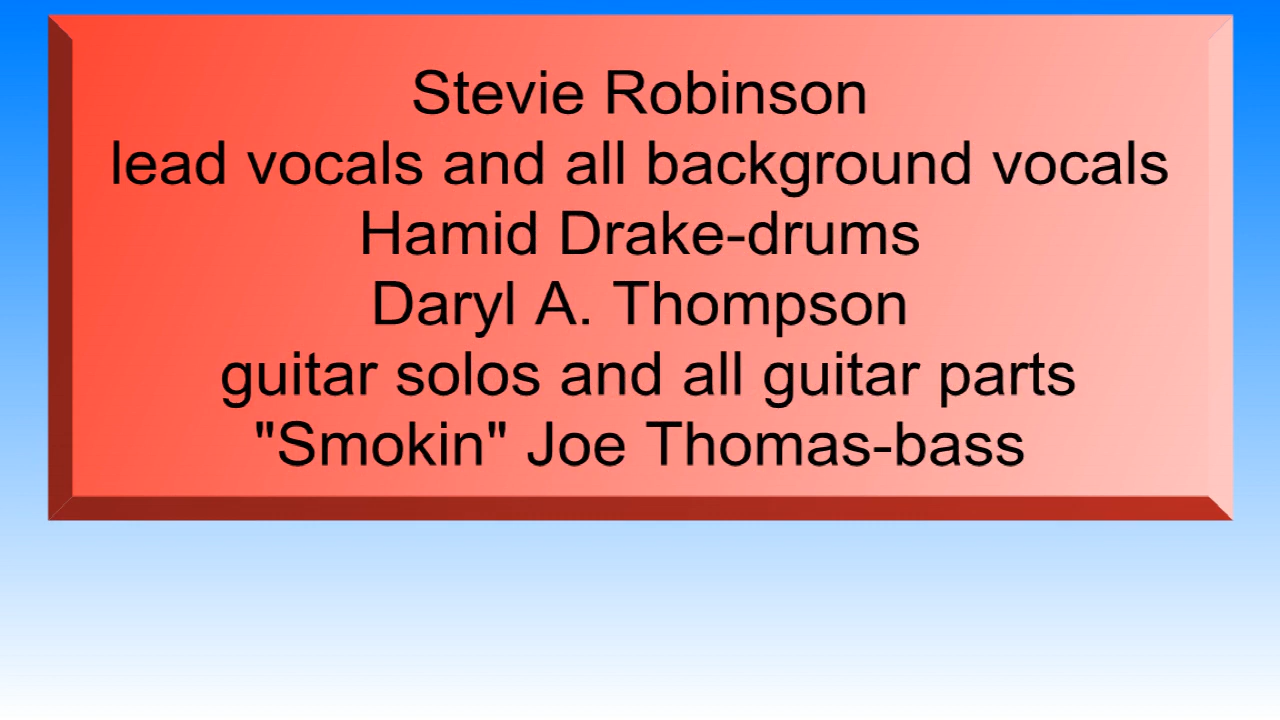 Stevie Robinson
lead vocals and all background vocals
Hamid Drake-drums
Daryl A. Thompson
guitar solos and all guitar parts
"Smokin" Joe Thomas-bass